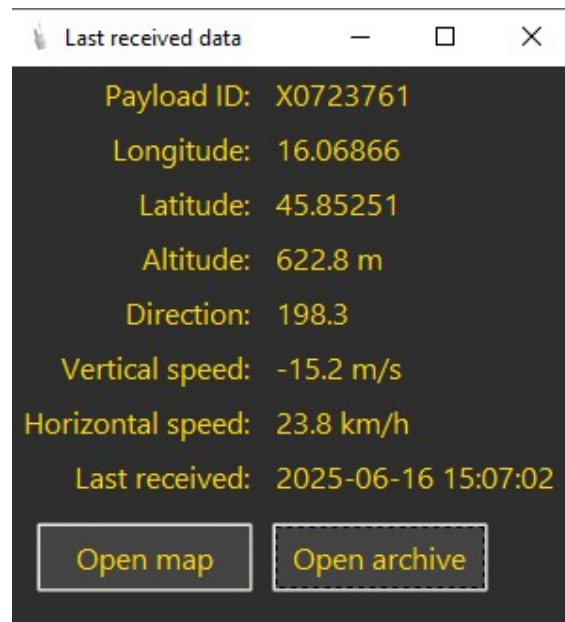 Last received data
Payload ID: X0723761
Longitude: 16.06866
Latitude: 45.85251
Altitude: 622.8 m
Direction: 198.3
Vertical speed: -15.2 m/s
Horizontal speed: 23.8 km/h
Last received: 2025-06-16 15:07:02
Open map Open archive